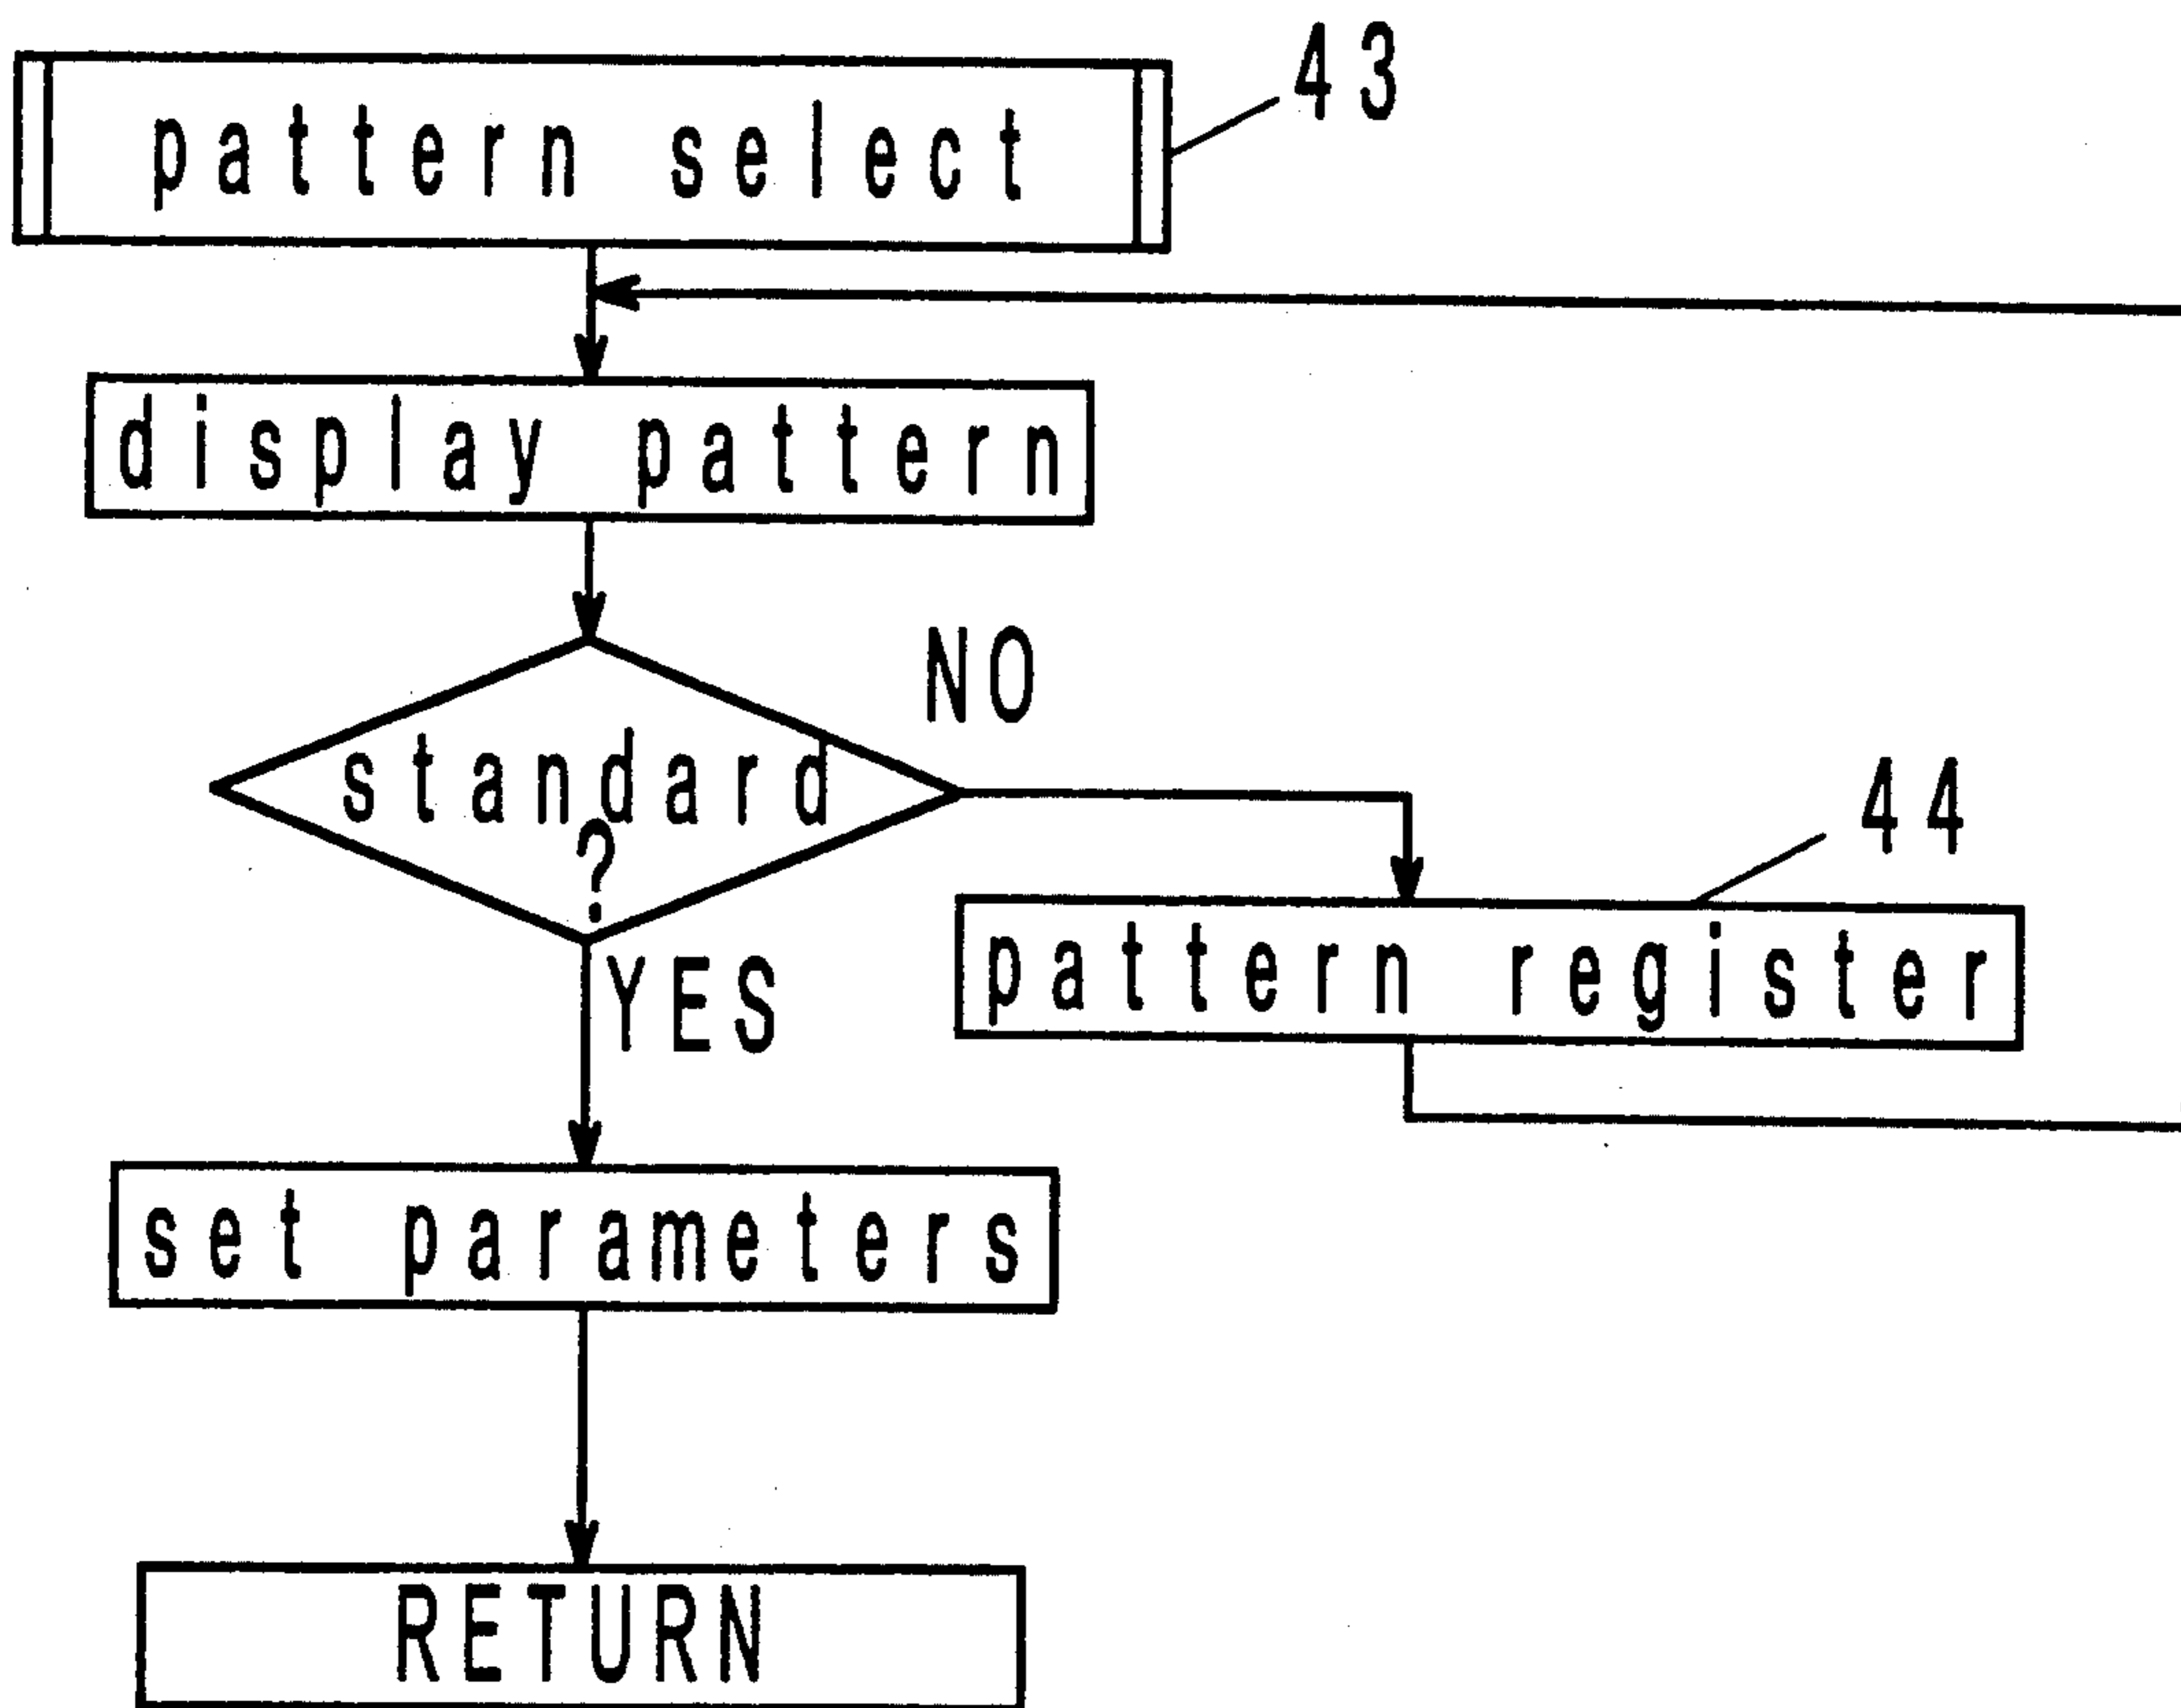 43
pattern select
display pattern
NO
standard
?
44
YES
pattern register
set parameters
RETURN